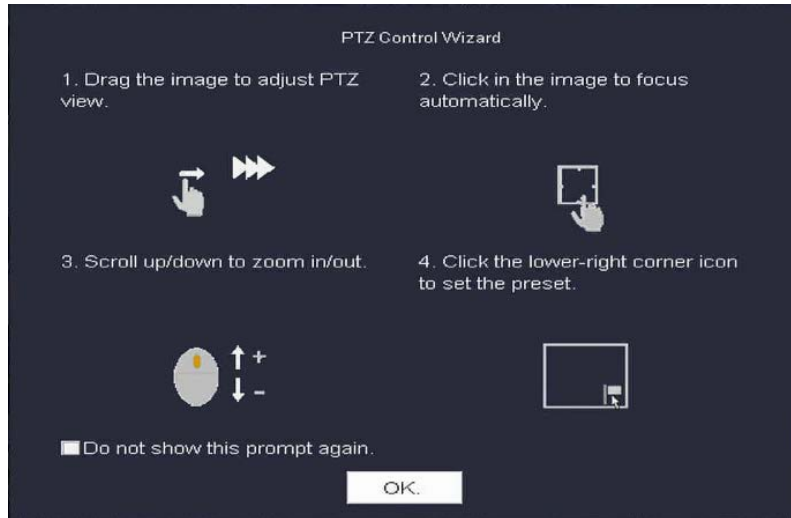 PTZ Control Wizard
1. Drag the image to adjust PTZ
view.
2. Click in the image to focus
automatically.
3. Scroll up/down to zoom in/out.
4. Click the lower-right corner icon
to set the preset.
+
-
Do not show this prompt again.
OK.